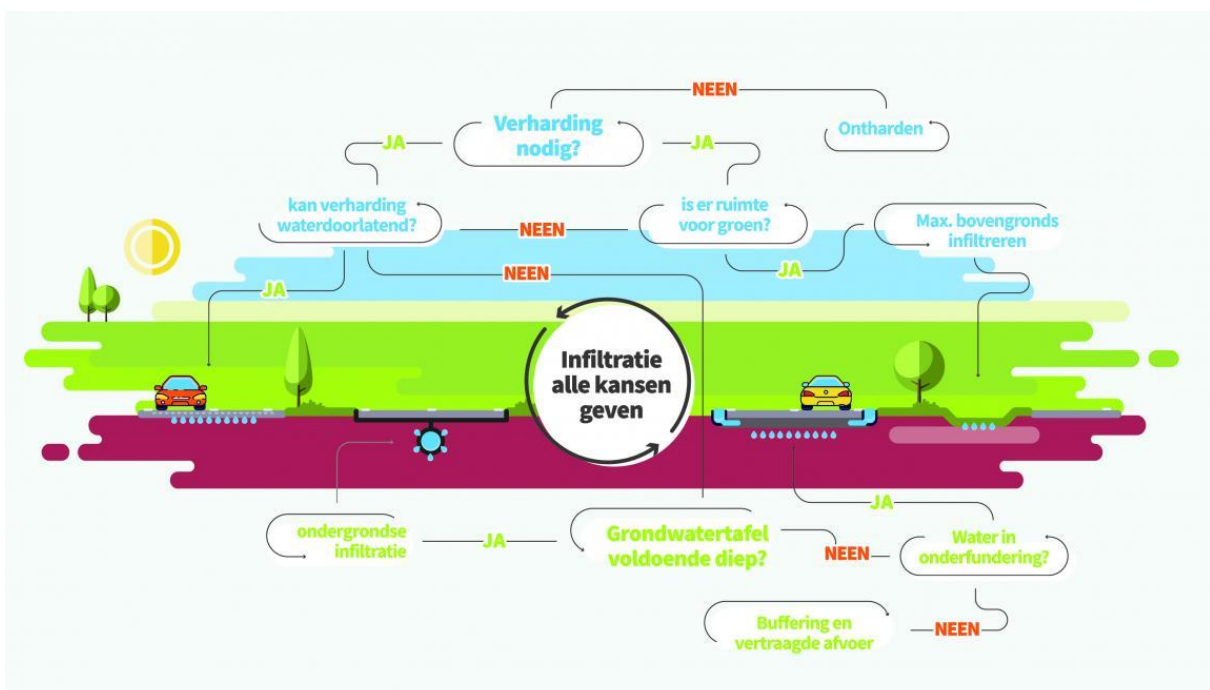 NEEN
Verharding
nodig?
Ontharden
JA
JA
kan verharding
waterdoorlatend?
NEEN
is er ruimte
voor groen?
Max. bovengronds
infiltreren
NEEN
JA
JA
Infiltratie
alle kansen
geven
JA
ondergrondse
infiltratie
JA
Grondwatertafel
voldoende diep?
NEEN
Water in
onderfundering?
Buffering en
vertraagde afvoer
NEEN